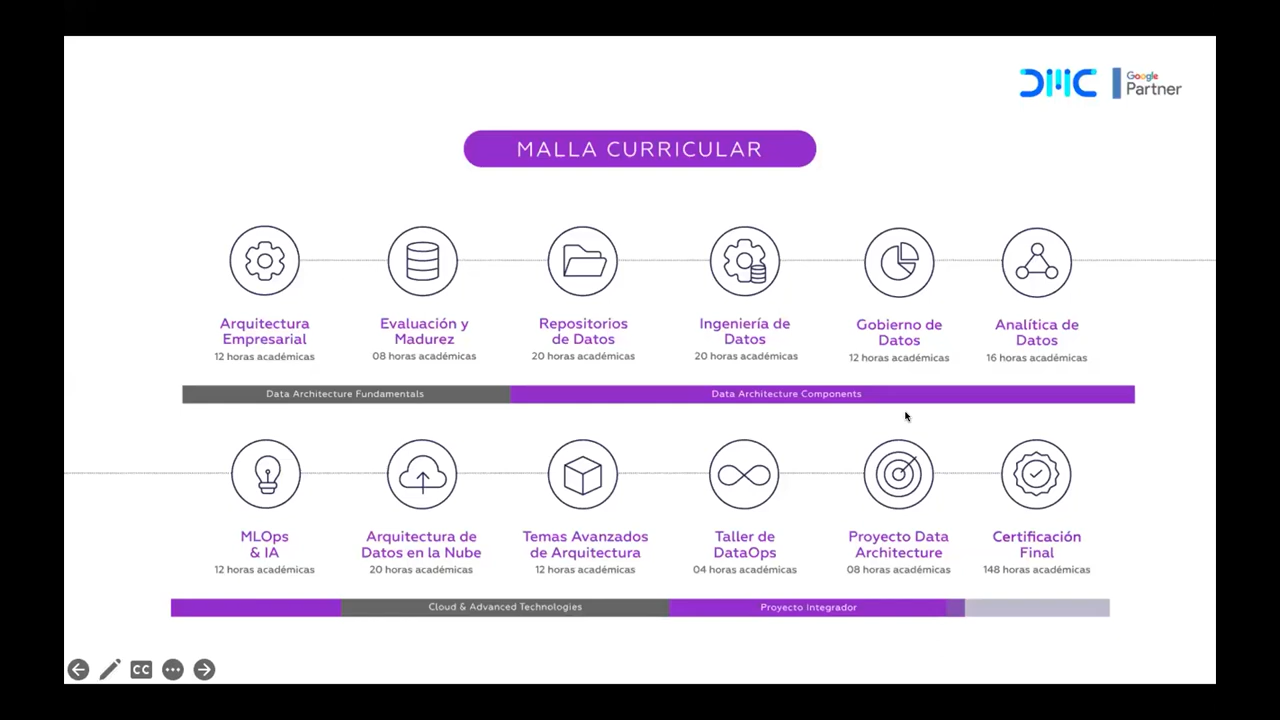 DMC
Google
Partner
MALLA CURRICULAR
Arquitectura
Empresarial
12 horas académicas
Evaluación y
Madurez
08 horas académicas
Repositorios
de Datos
20 horas académicas
Ingeniería de
Datos
20 horas académicas
Gobierno de
Datos
12 horas académicas
Analítica de
Datos
16 horas académicas
Data Architecture Fundamentals
Data Architecture Components
MLOps
& IA
12 horas académicas
Arquitectura de
Datos en la Nube
20 horas académicas
Temas Avanzados
de Arquitectura
12 horas académicas
Taller de
DataOps
04 horas académicas
Proyecto Data
Architecture
08 horas académicas
Certificación
Final
148 horas académicas
Cloud & Advanced Technologies
Proyecto Integrador
CC